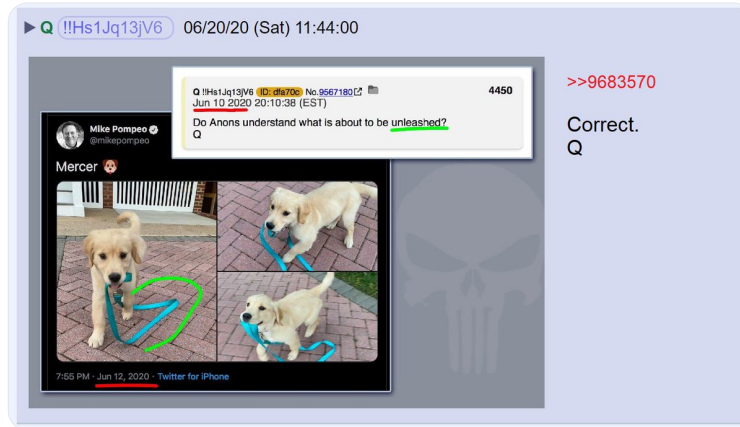 Q !!Hs1Jq13jV6 06/20/20 (Sat) 11:44:00
Q !!Hs1Jq13jV6 ID: dfa70c No.9567180 4450
Jun 10 2020 20:10:38 (EST)
Do Anons understand what is about to be unleashed?
Q
Mike Pompeo
@mikepompeo
Mercer
7:55 PM · Jun 12, 2020 · Twitter for iPhone
>>9683570
Correct.
Q